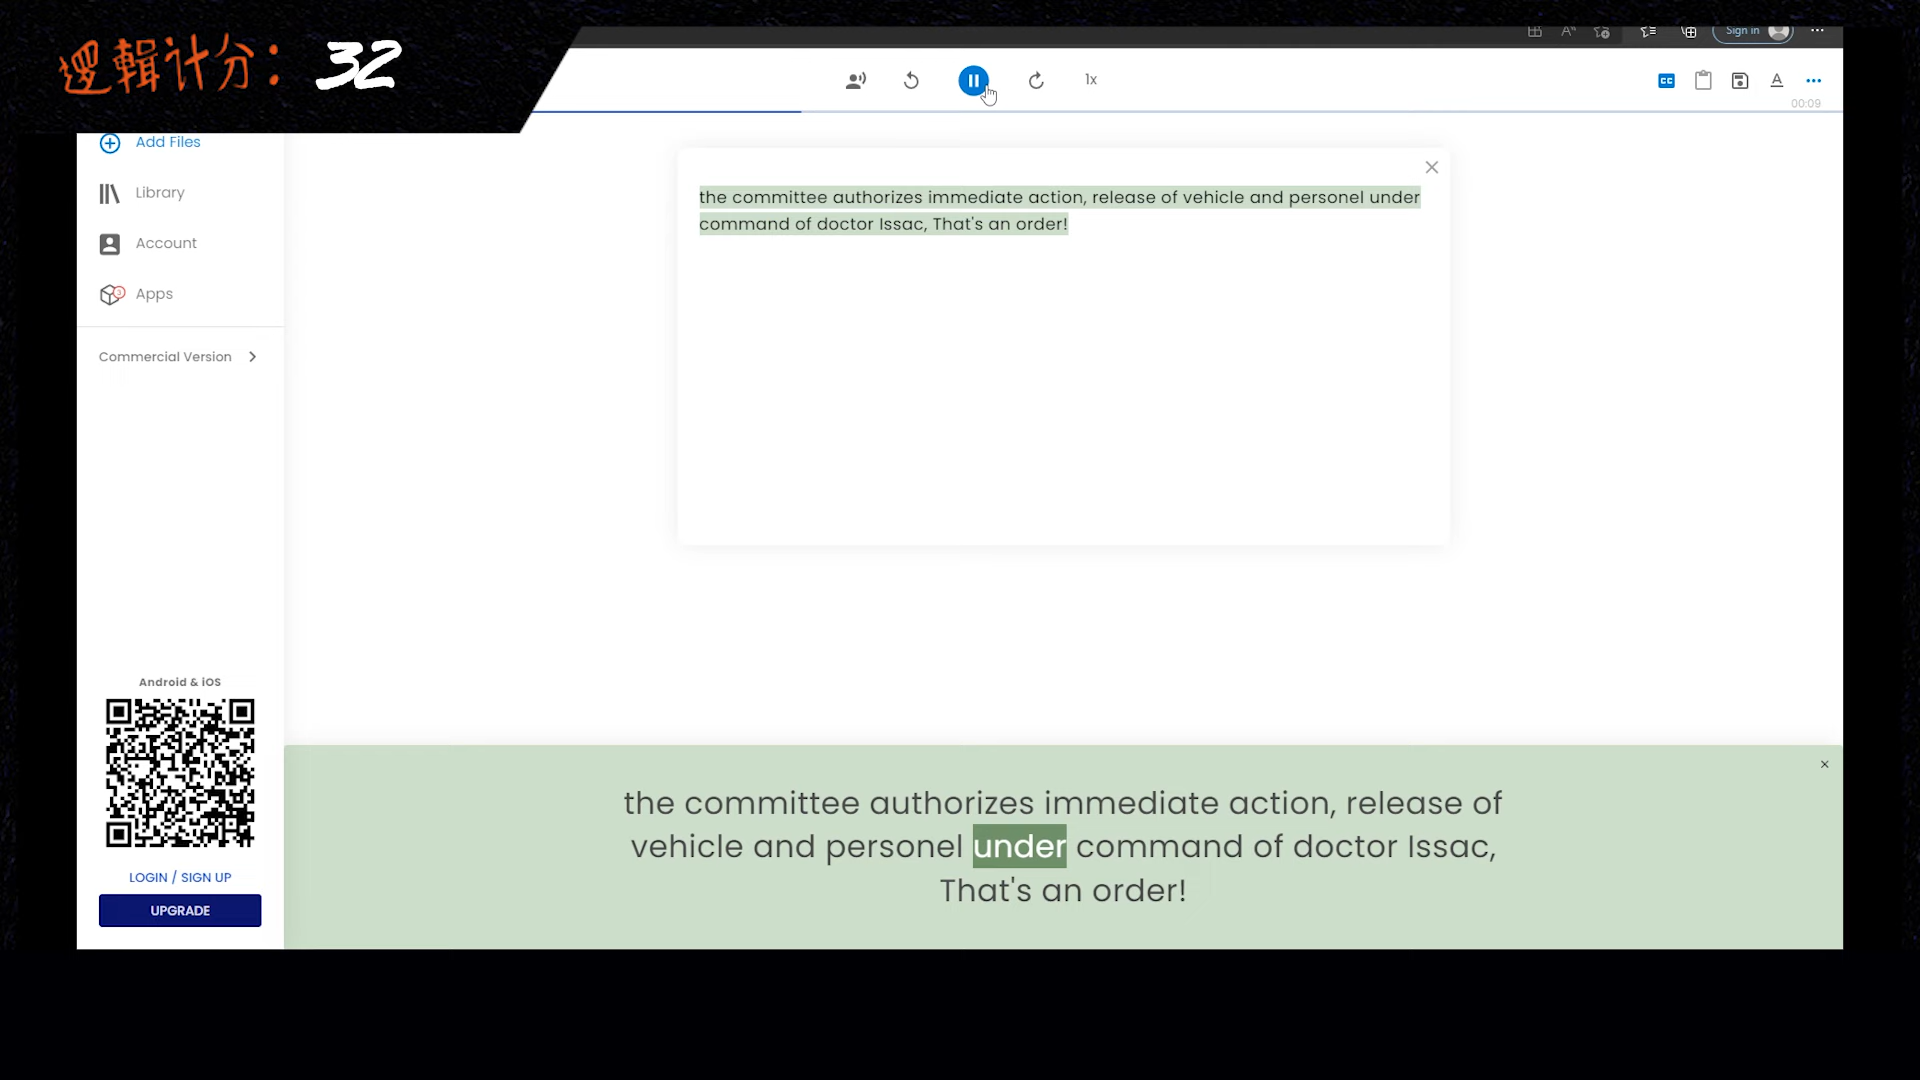 邏輯计分：32
Sign in
1x
00:09
Add Files
Library
Account
Apps
3
Commercial Version
the committee authorizes immediate action, release of vehicle and personel under
command of doctor Issac, That's an order!
Android & iOS
LOGIN / SIGN UP
UPGRADE
the committee authorizes immediate action, release of
vehicle and personel under command of doctor Issac,
That's an order!